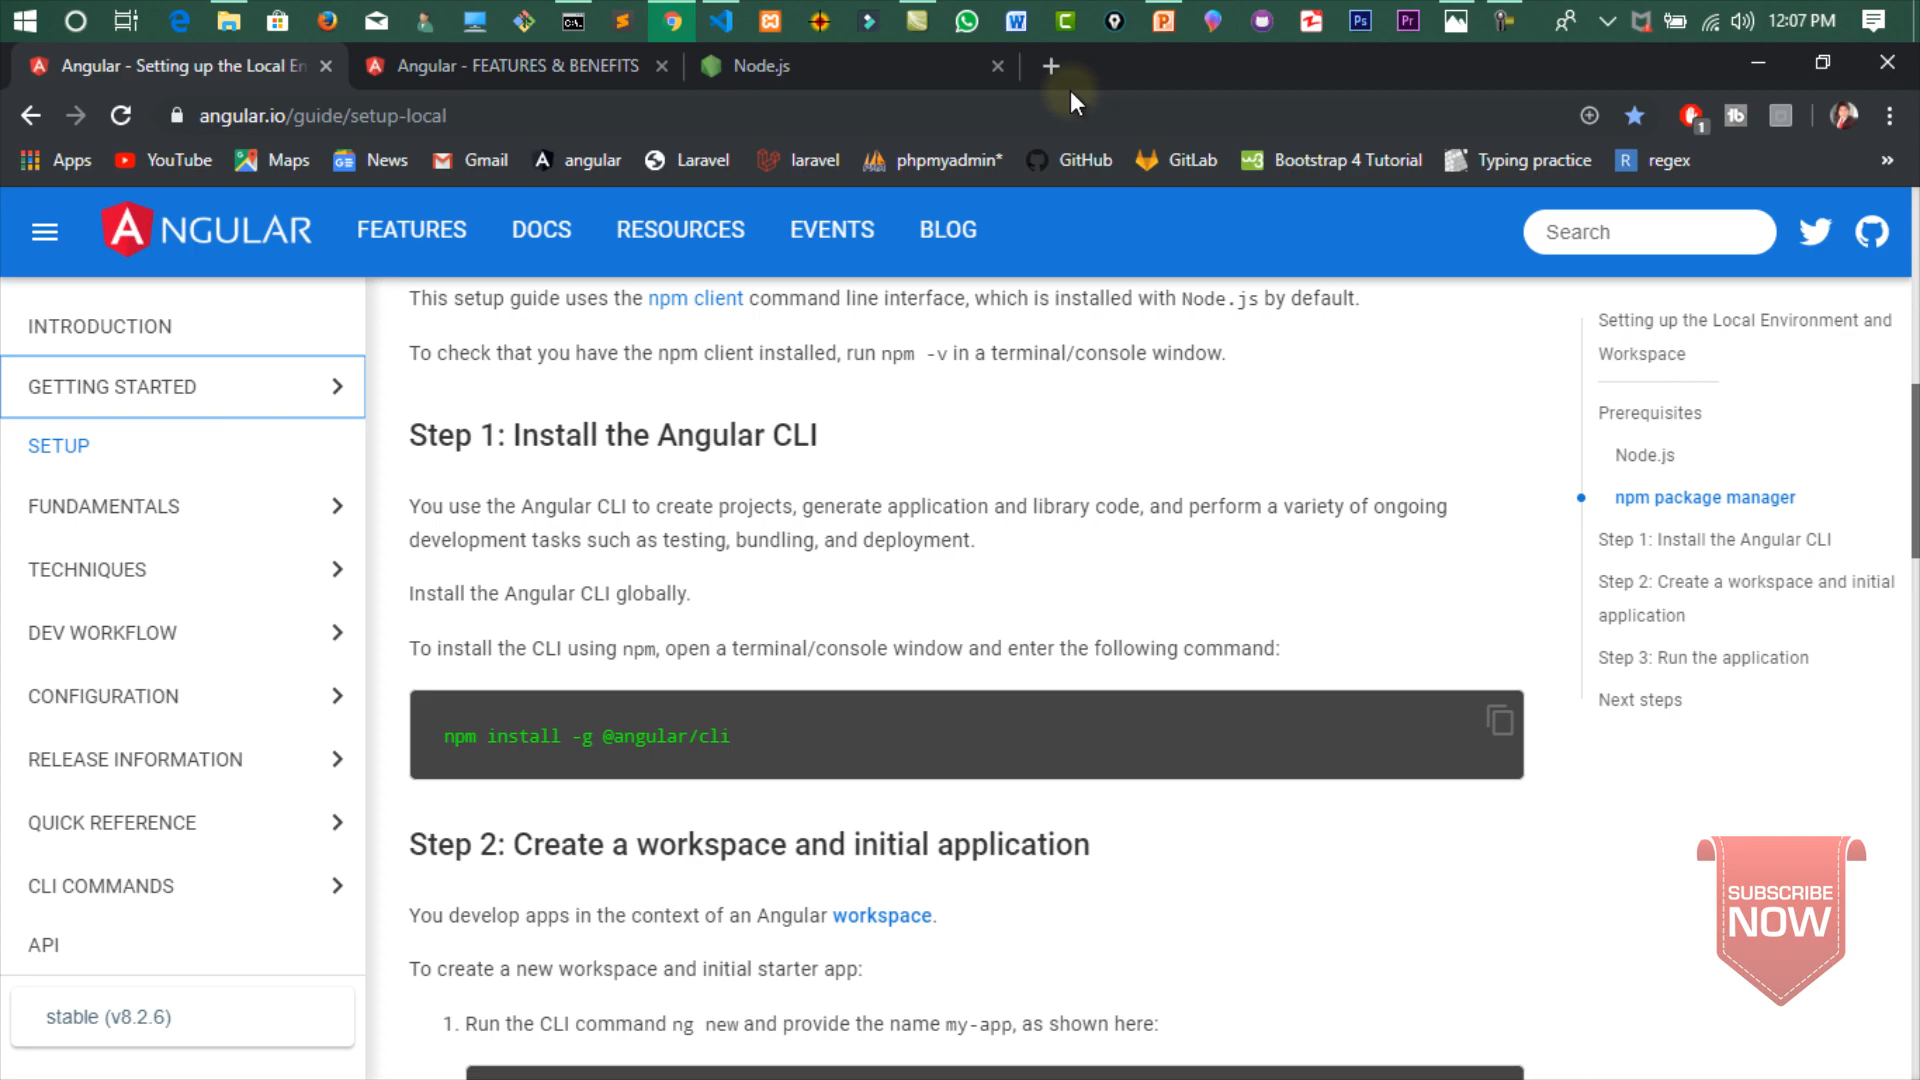 12:07 PM
Angular - Setting up the Local En
Angular - FEATURES & BENEFITS
Node.js
angular.io/guide/setup-local
1
Apps
YouTube
Maps
News
Gmail
angular
Laravel
laravel
phpmyadmin*
GitHub
GitLab
Bootstrap 4 Tutorial
Typing practice
regex
ANGULAR
FEATURES
DOCS
RESOURCES
EVENTS
BLOG
Search
INTRODUCTION
GETTING STARTED
SETUP
FUNDAMENTALS
TECHNIQUES
DEV WORKFLOW
CONFIGURATION
RELEASE INFORMATION
QUICK REFERENCE
CLI COMMANDS
API
stable (v8.2.6)
This setup guide uses the npm client command line interface, which is installed with Node.js by default.
To check that you have the npm client installed, run npm -v in a terminal/console window.
Step 1: Install the Angular CLI
You use the Angular CLI to create projects, generate application and library code, and perform a variety of ongoing
development tasks such as testing, bundling, and deployment.
Install the Angular CLI globally.
To install the CLI using npm, open a terminal/console window and enter the following command:
npm install -g @angular/cli
Step 2: Create a workspace and initial application
You develop apps in the context of an Angular workspace.
To create a new workspace and initial starter app:
1. Run the CLI command ng new and provide the name my-app, as shown here:
Setting up the Local Environment and
Workspace
Prerequisites
Node.js
npm package manager
Step 1: Install the Angular CLI
Step 2: Create a workspace and initial
application
Step 3: Run the application
Next steps
SUBSCRIBE
NOW